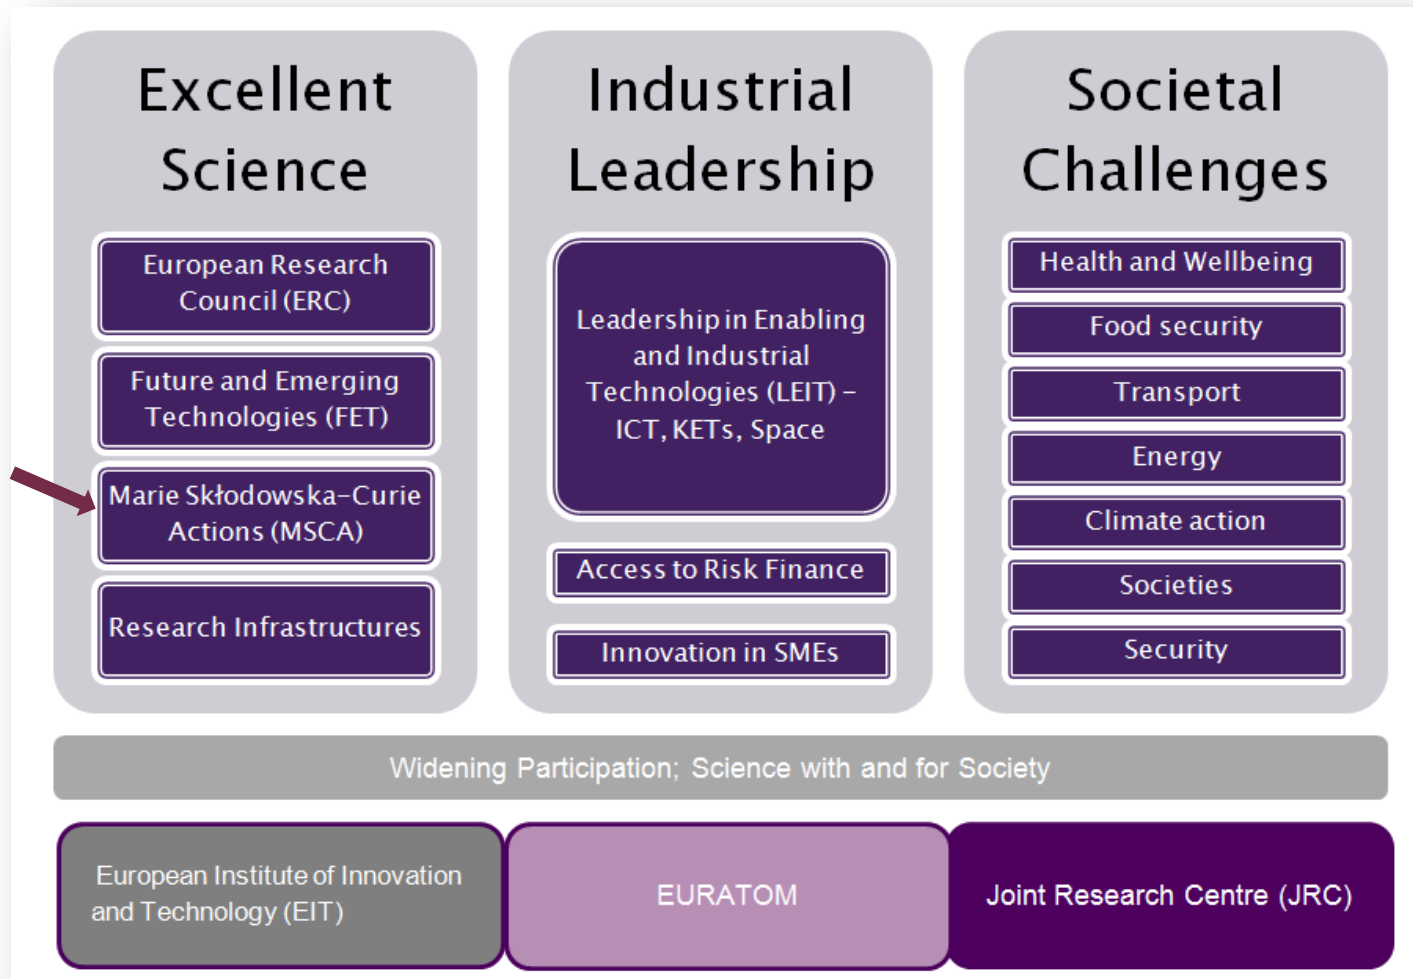 Excellent
Science
European Research
Council (ERC)
Future and Emerging
Technologies (FET)
Marie Skłodowska-Curie
Actions (MSCA)
Research Infrastructures
Industrial
Leadership
Leadership in Enabling
and Industrial
Technologies (LEIT) –
ICT, KETs, Space
Access to Risk Finance
Innovation in SMEs
Societal
Challenges
Health and Wellbeing
Food security
Transport
Energy
Climate action
Societies
Security
Widening Participation; Science with and for Society
European Institute of Innovation
and Technology (EIT)
EURATOM
Joint Research Centre (JRC)